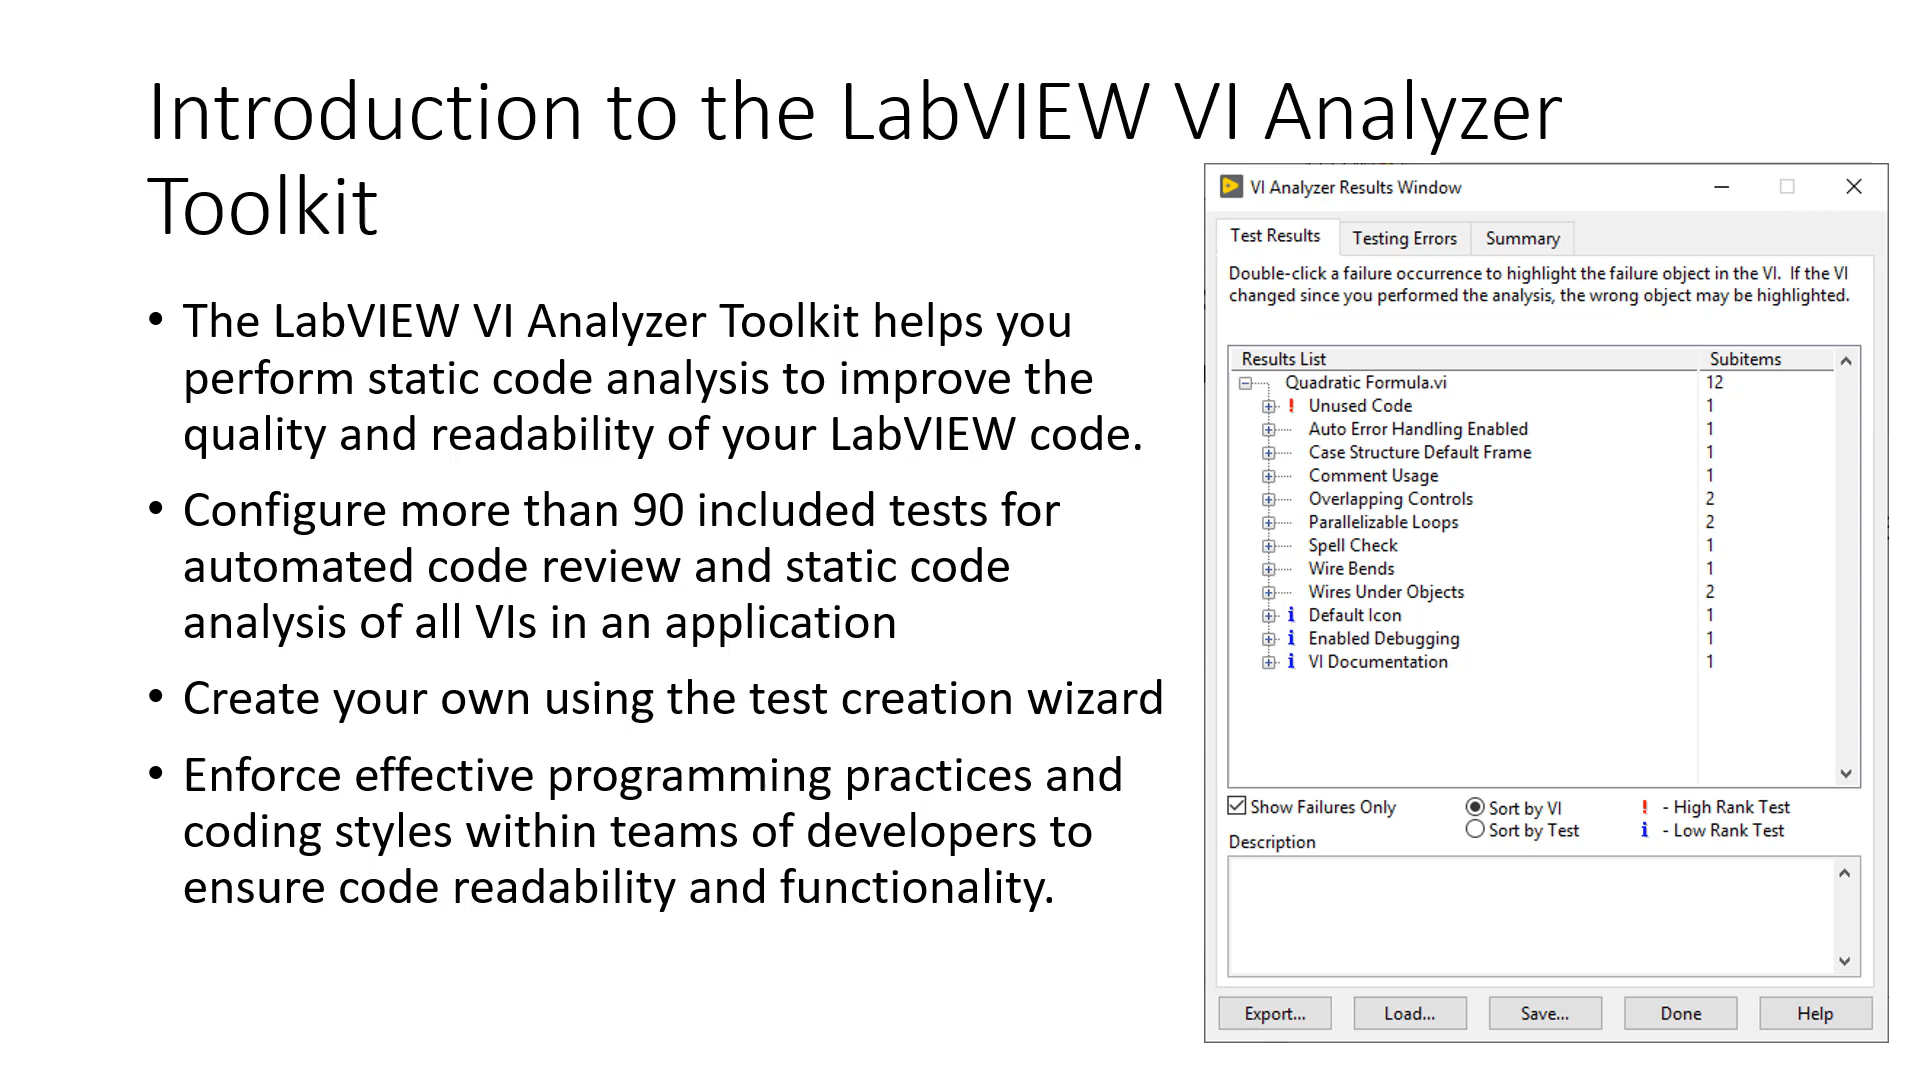 Introduction to the LabVIEW VI Analyzer
Toolkit
• The LabVIEW VI Analyzer Toolkit helps you
perform static code analysis to improve the
quality and readability of your LabVIEW code.
• Configure more than 90 included tests for
automated code review and static code
analysis of all VIs in an application
• Create your own using the test creation wizard
• Enforce effective programming practices and
coding styles within teams of developers to
ensure code readability and functionality.
VI Analyzer Results Window
Test Results Testing Errors Summary
Double-click a failure occurrence to highlight the failure object in the VI. If the VI
changed since you performed the analysis, the wrong object may be highlighted.
Results List Subitems
Quadratic Formula.vi 12
! Unused Code 1
Auto Error Handling Enabled 1
Case Structure Default Frame 1
Comment Usage 1
Overlapping Controls 2
Parallelizable Loops 2
Spell Check 1
Wire Bends 1
Wires Under Objects 2
i Default Icon 1
i Enabled Debugging 1
i VI Documentation 1
Show Failures Only Sort by VI ! - High Rank Test
Sort by Test i - Low Rank Test
Description
Export... Load... Save... Done Help